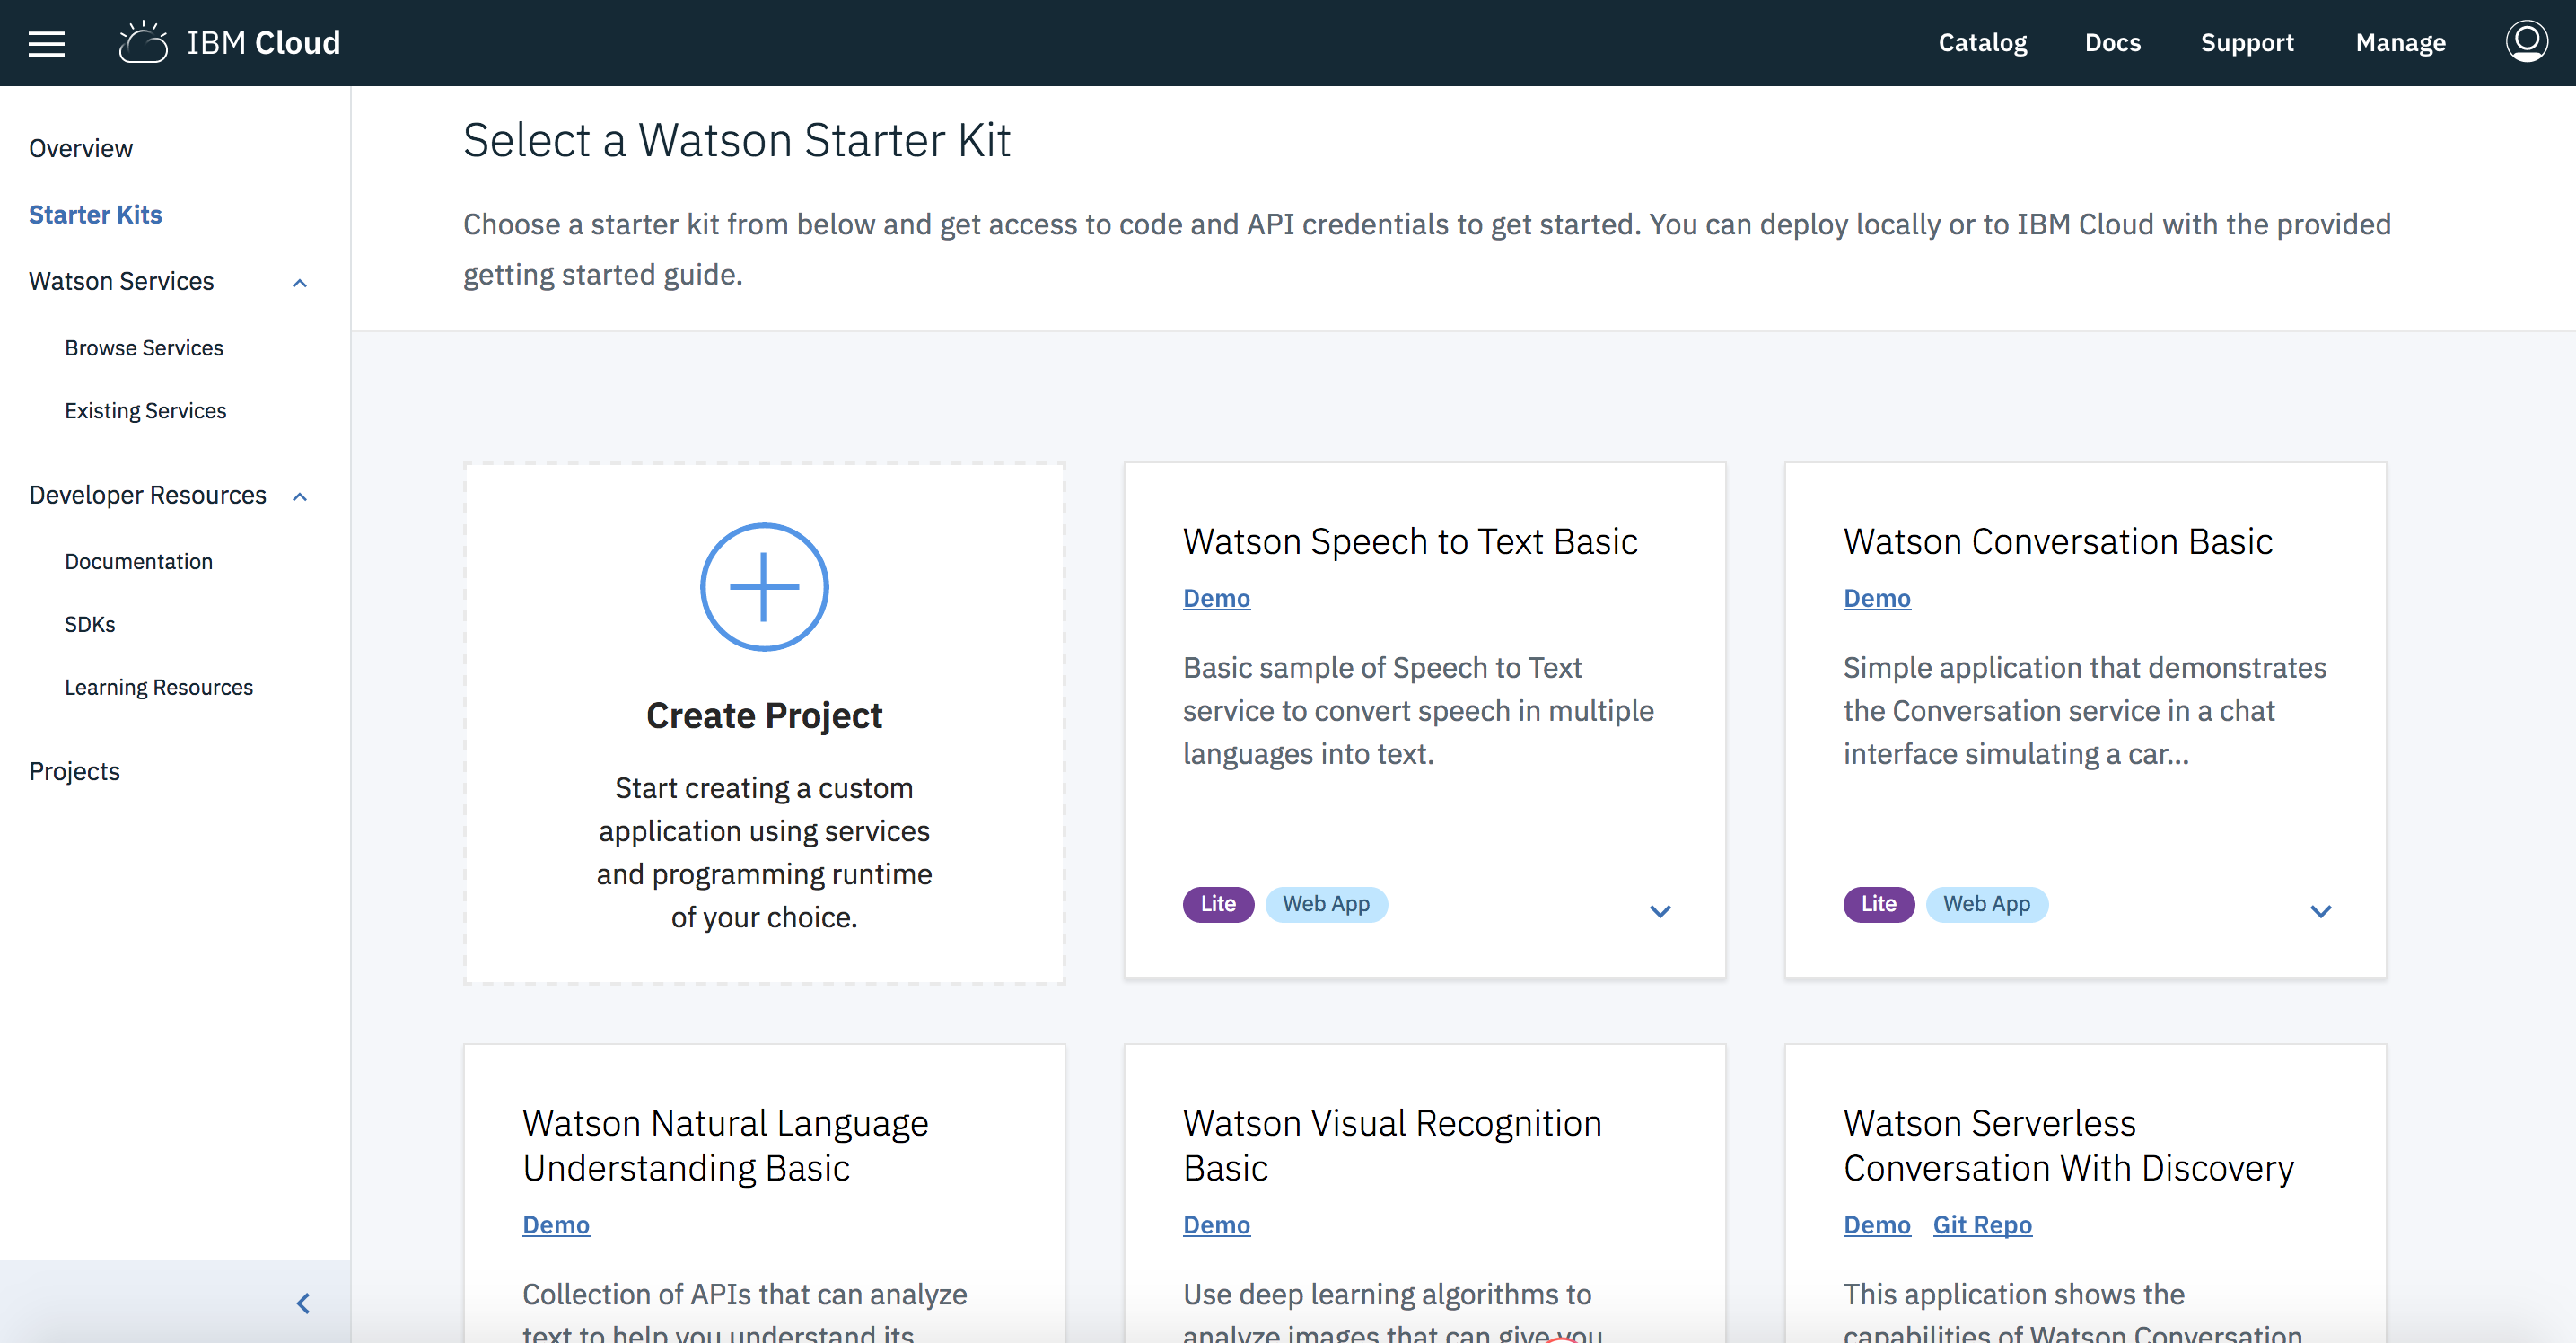 IBM Cloud
Catalog
Docs
Support
Manage
Overview
Starter Kits
Watson Services
Browse Services
Existing Services
Developer Resources
Documentation
SDKs
Learning Resources
Projects
Select a Watson Starter Kit
Choose a starter kit from below and get access to code and API credentials to get started. You can deploy locally or to IBM Cloud with the provided
getting started guide.
Create Project
Start creating a custom
application using services
and programming runtime
of your choice.
Watson Speech to Text Basic
Demo
Basic sample of Speech to Text
service to convert speech in multiple
languages into text.
Lite
Web App
Watson Conversation Basic
Demo
Simple application that demonstrates
the Conversation service in a chat
interface simulating a car...
Lite
Web App
Watson Natural Language
Understanding Basic
Demo
Collection of APIs that can analyze
text to help you understand its
Watson Visual Recognition
Basic
Demo
Use deep learning algorithms to
analyze images that can give you
Watson Serverless
Conversation With Discovery
Demo Git Repo
This application shows the
capabilities of Watson Conversation